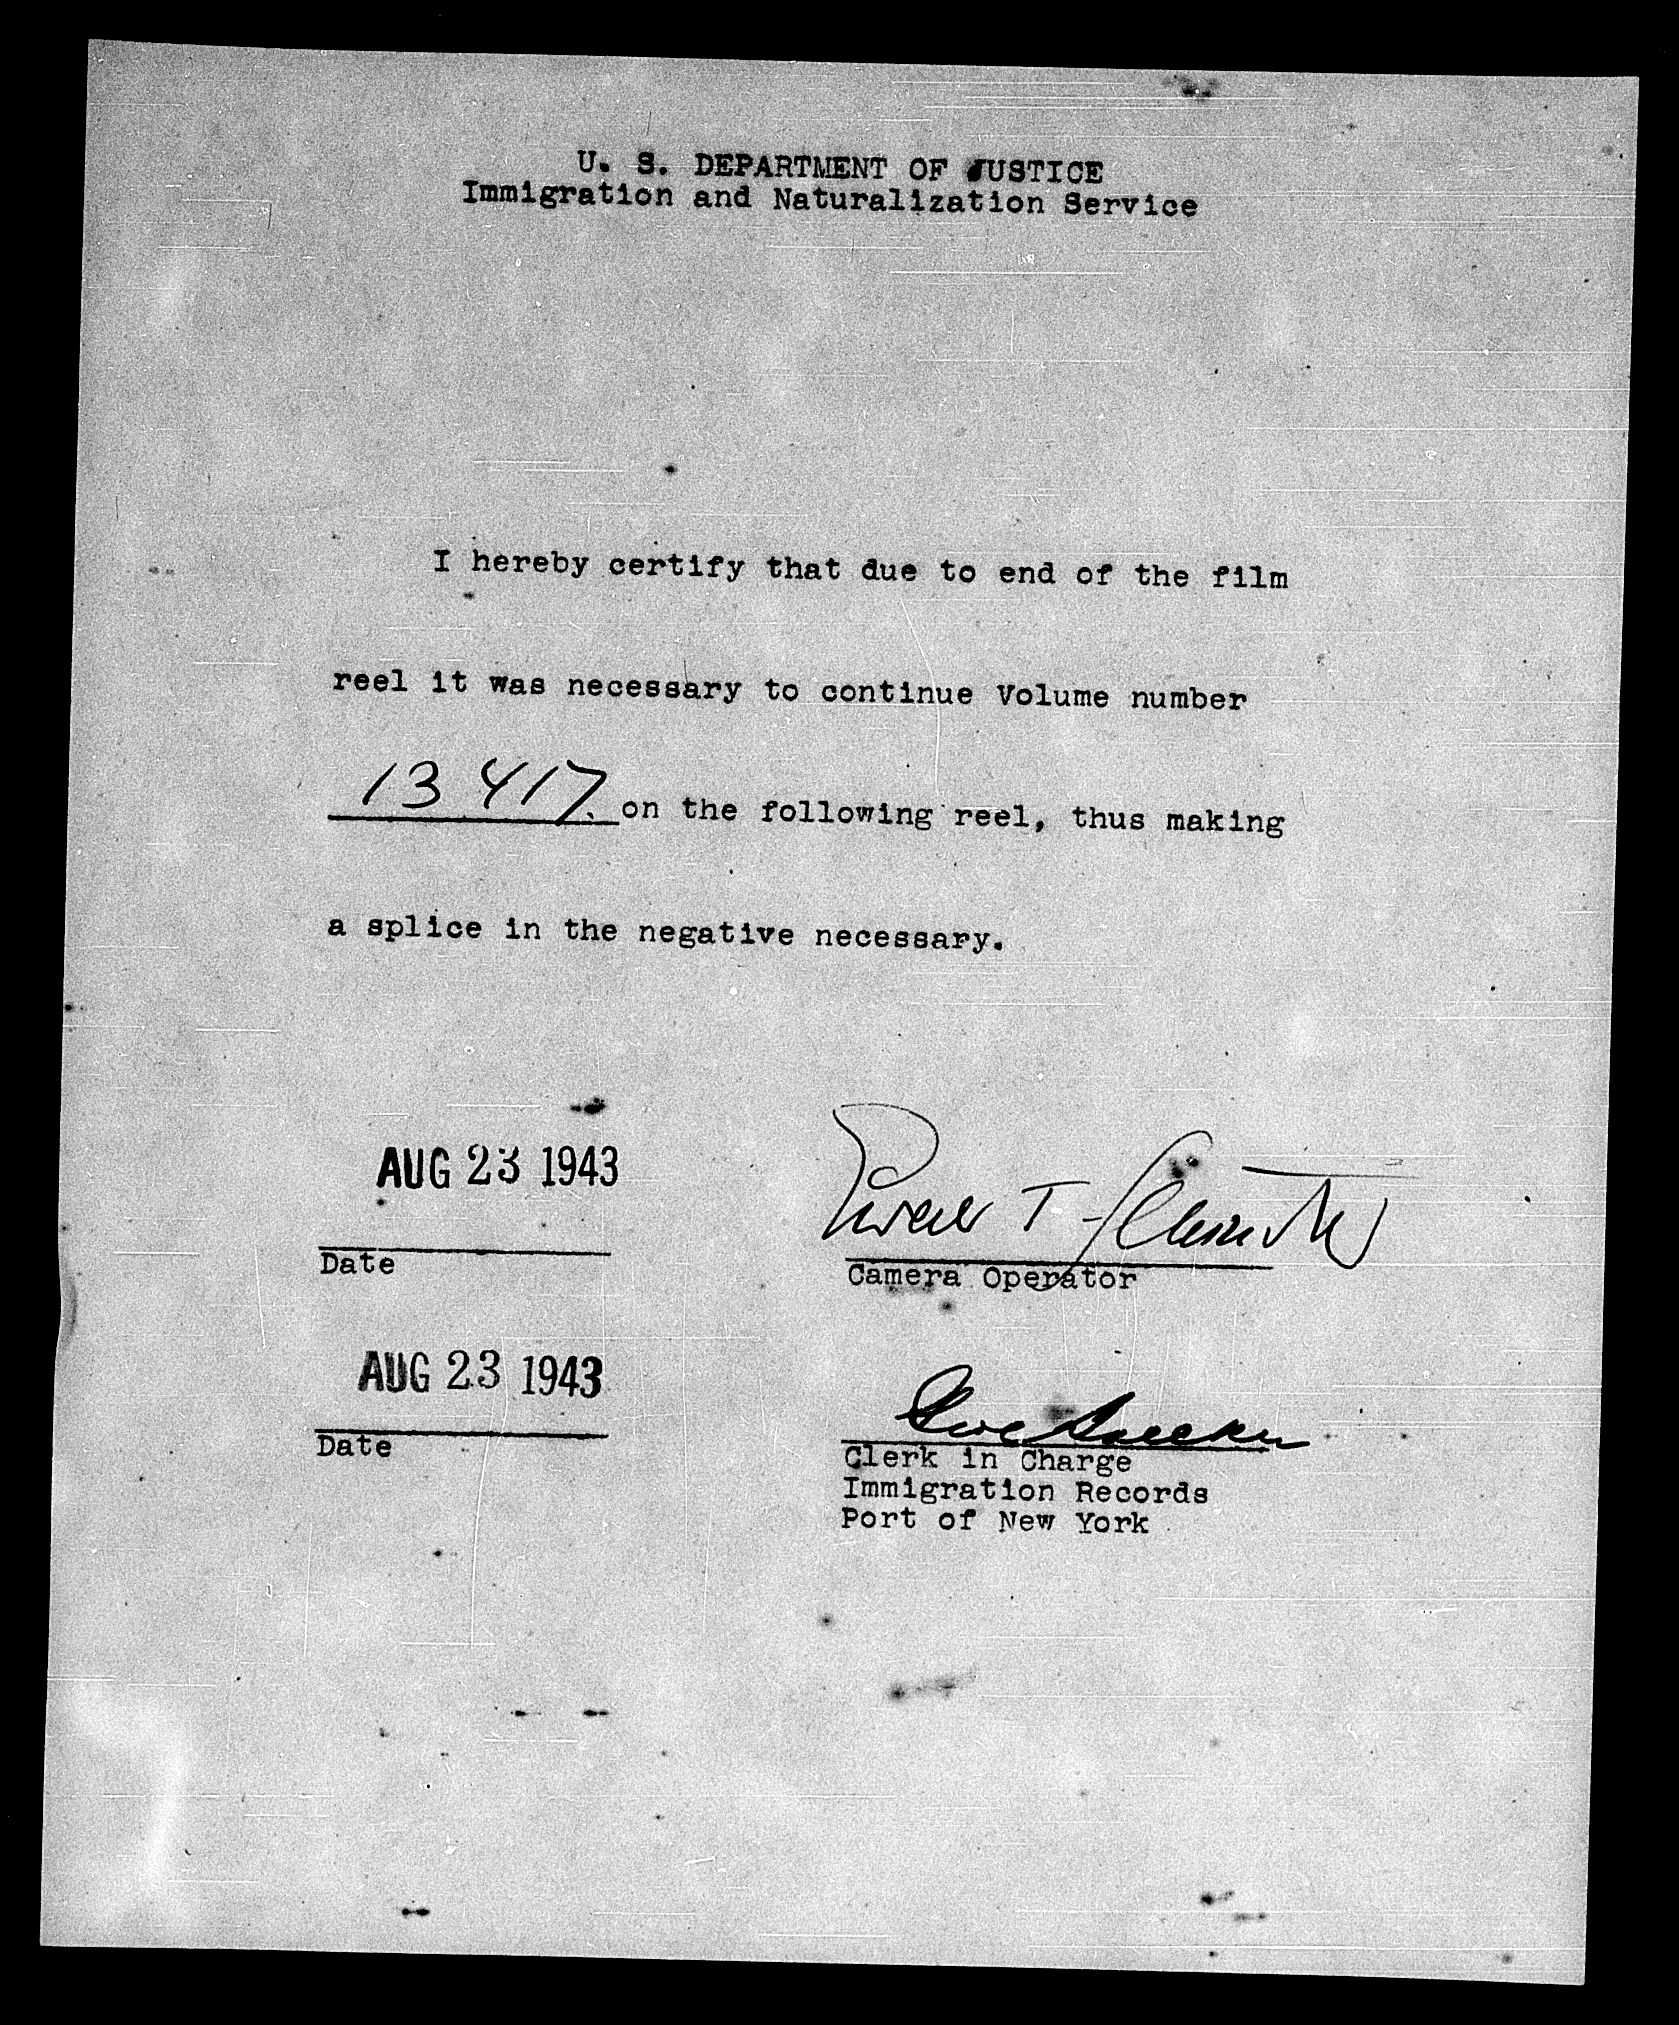 U. S. DEPARTMENT OF JUSTICE
Immigration and Naturalization Service
I hereby certify that due to end of the film
reel it was necessary to continue Volume number
13417. on the following reel, thus making
a splice in the negative necessary.
AUG 23 1943
Date
T.
Camera Operator
AUG 23 1943
Date
Clerk in Charge
Immigration Records
Port of New York